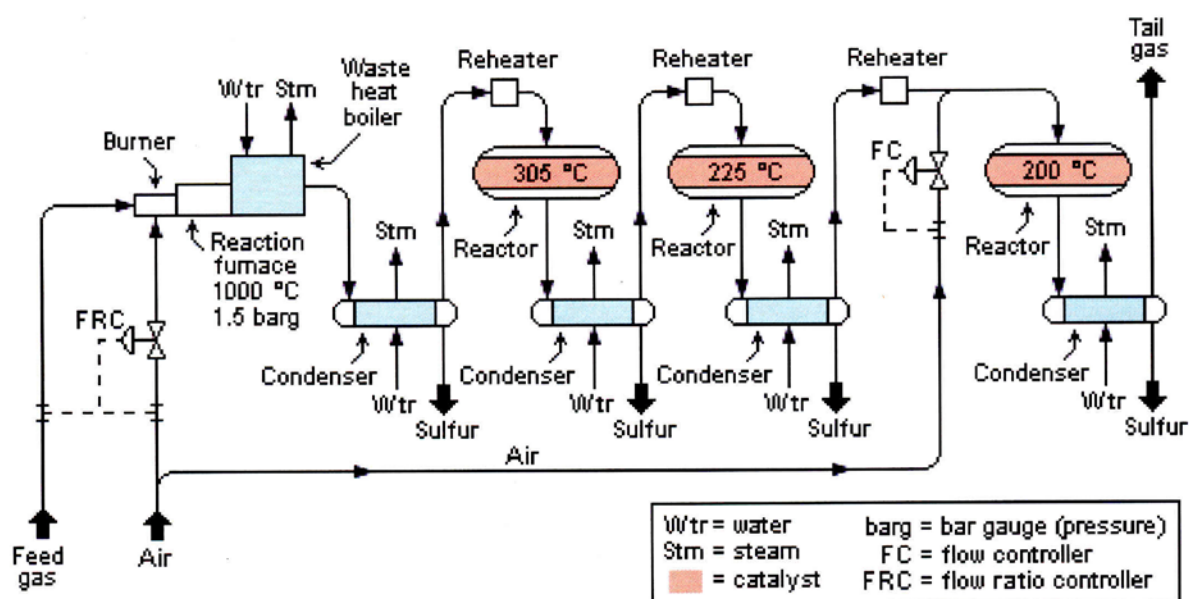 Tail
gas
Reheater
Reheater
Reheater
Waste
heat
boiler
Wtr
Stm
Burner
FC
305 °C
225 °C
200 °C
Reaction
furnace
1000 °C
1.5 barg
Stm
Reactor
Stm
Reactor
Stm
Reactor
Stm
FRC
Condenser
Wtr
Condenser
Wtr
Condenser
Wtr
Condenser
Wtr
Sulfur
Sulfur
Sulfur
Sulfur
Air
Feed
gas
Air
Wtr = water
Stm = steam
= catalyst
barg = bar gauge (pressure)
FC = flow controller
FRC = flow ratio controller